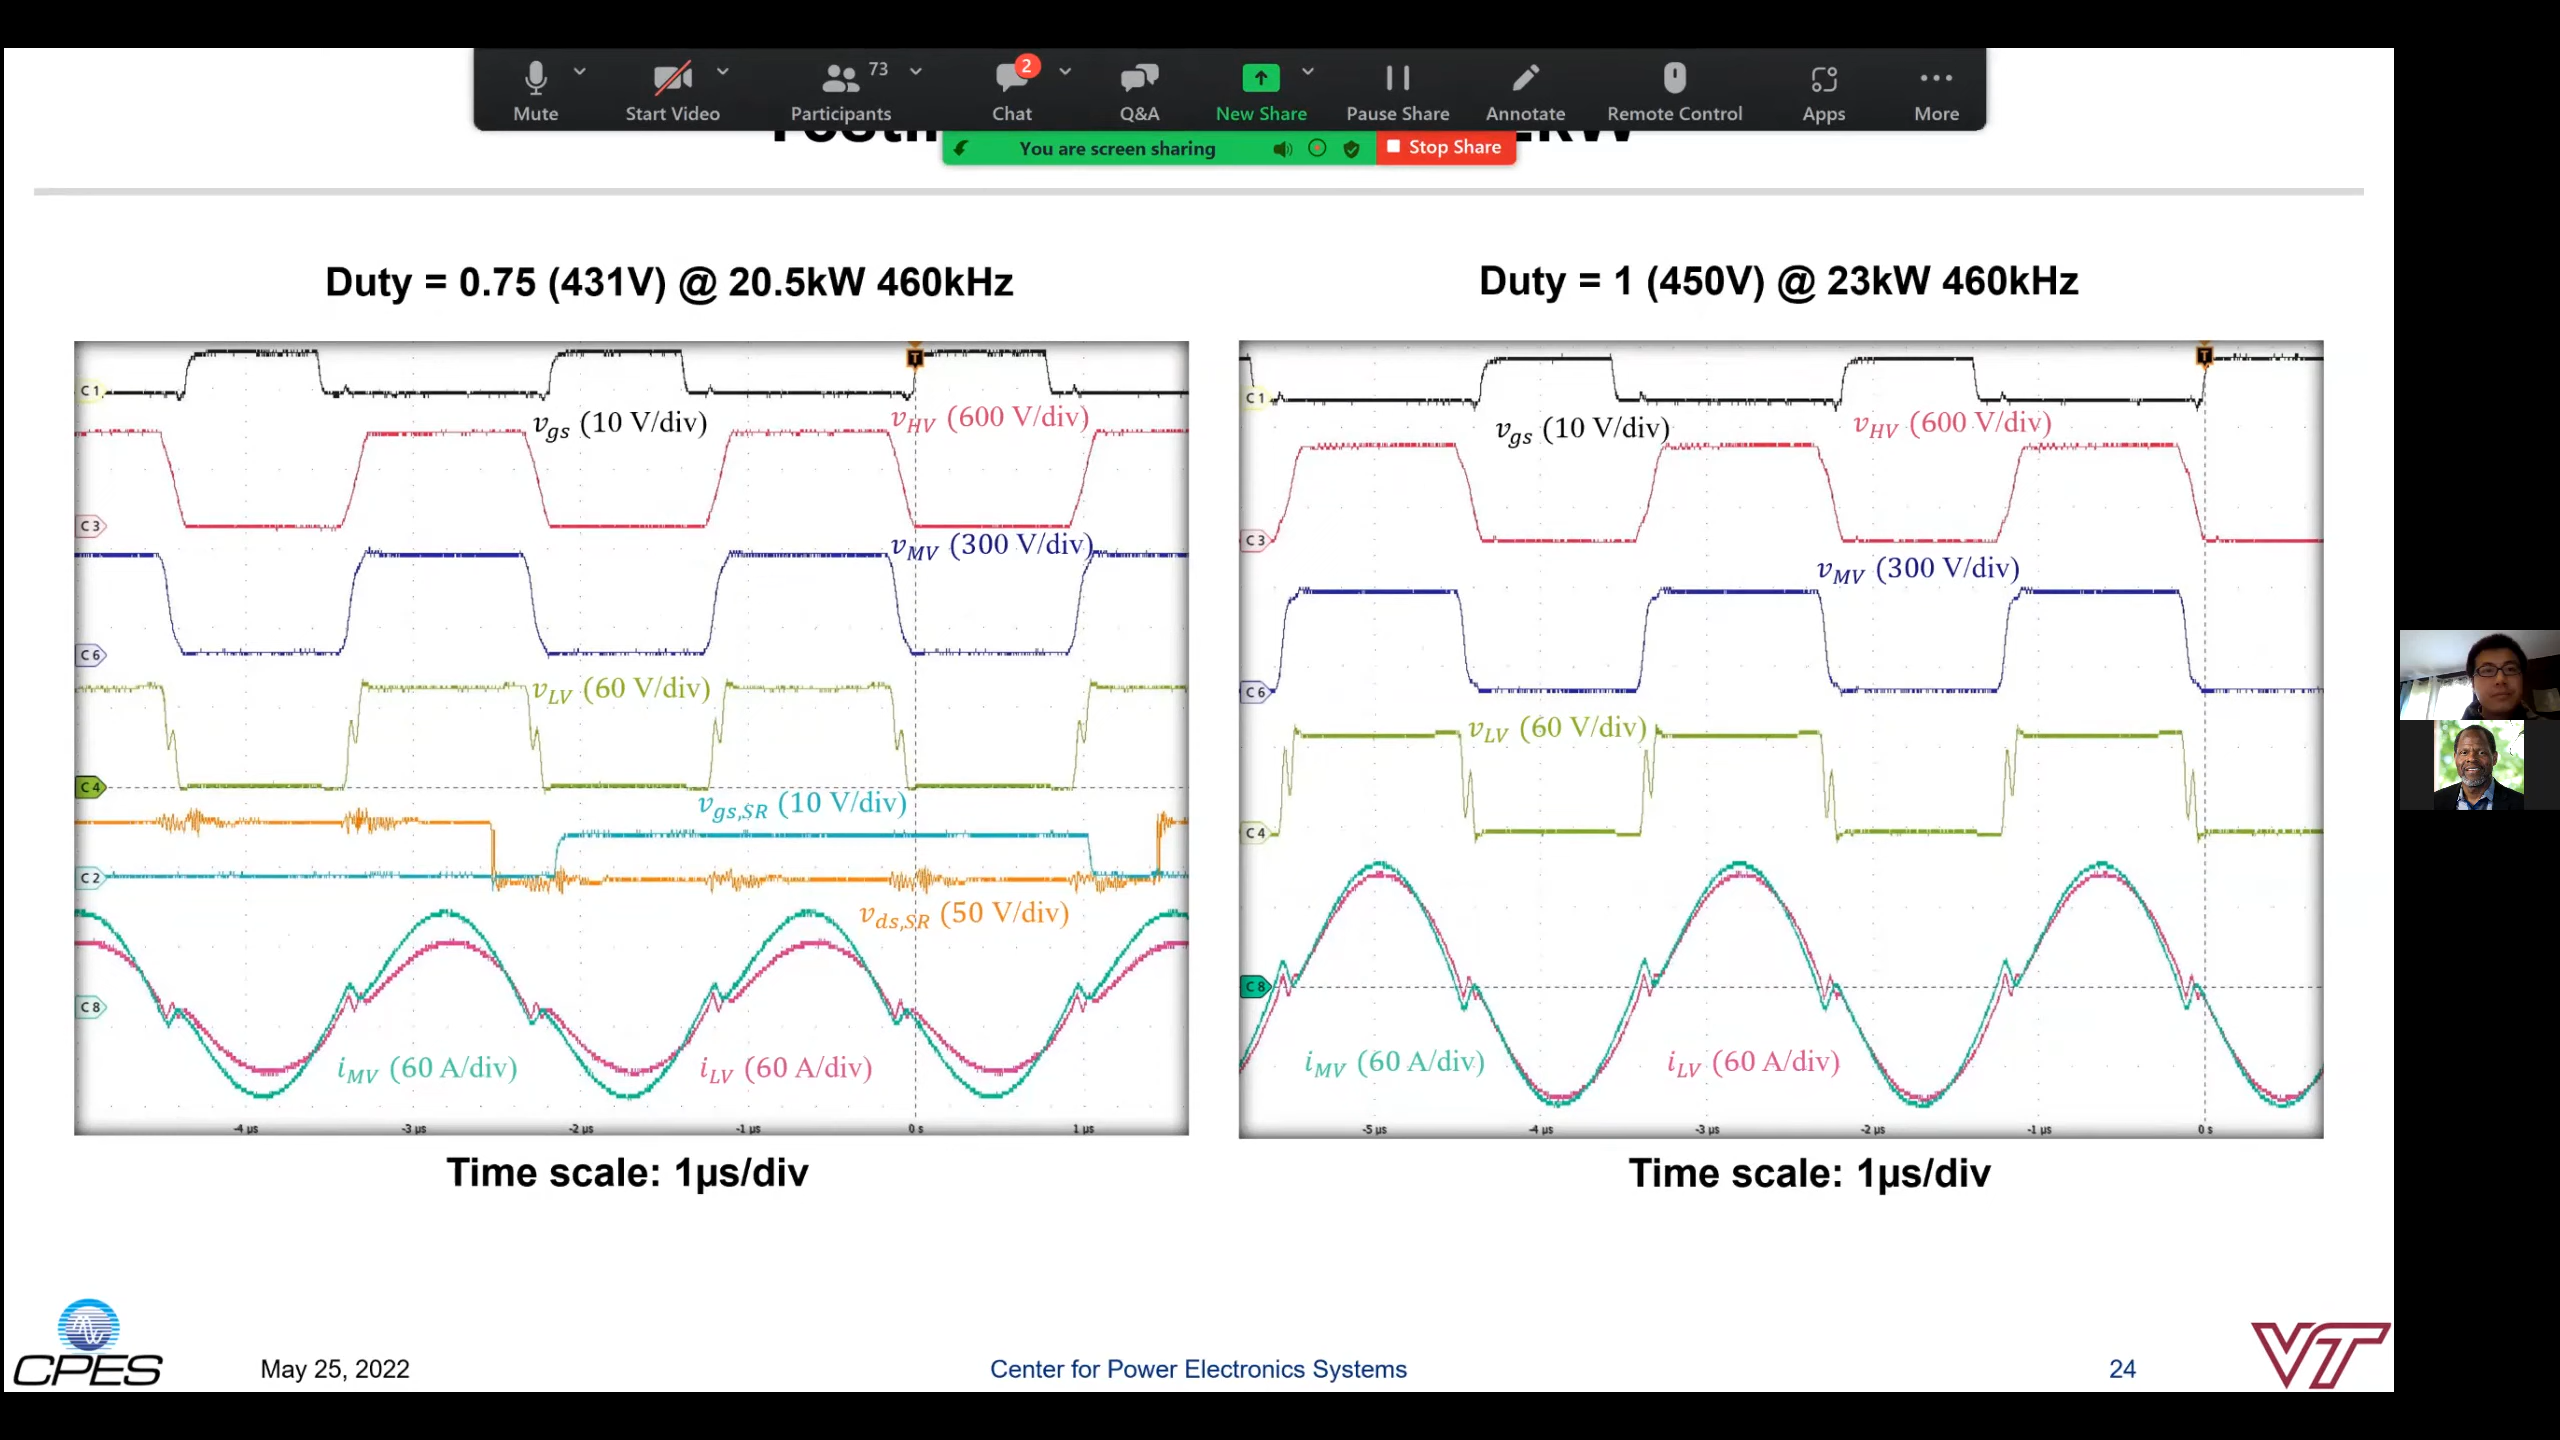 Mute
Start Video
73
Participants
2
Chat
Q&A
New Share
Pause Share
Annotate
Remote Control
Apps
More
You are screen sharing
Stop Share
Duty = 0.75 (431V) @ 20.5kW 460kHz
Duty = 1 (450V) @ 23kW 460kHz
T
C1
v_gs (10 V/div)
v_HV (600 V/div)
C3
v_MV (300 V/div)
C6
v_LV (60 V/div)
C4
v_gs,SR (10 V/div)
C2
v_ds,SR (50 V/div)
C8
i_MV (60 A/div)
i_LV (60 A/div)
-4 µs -3 µs -2 µs -1 µs 0 s 1 µs
Time scale: 1µs/div
T
C1
v_gs (10 V/div)
v_HV (600 V/div)
C3
v_MV (300 V/div)
C6
v_LV (60 V/div)
C4
C8
i_MV (60 A/div)
i_LV (60 A/div)
-5 µs -4 µs -3 µs -2 µs -1 µs 0 s
Time scale: 1µs/div
CPES
May 25, 2022
Center for Power Electronics Systems
24
VT